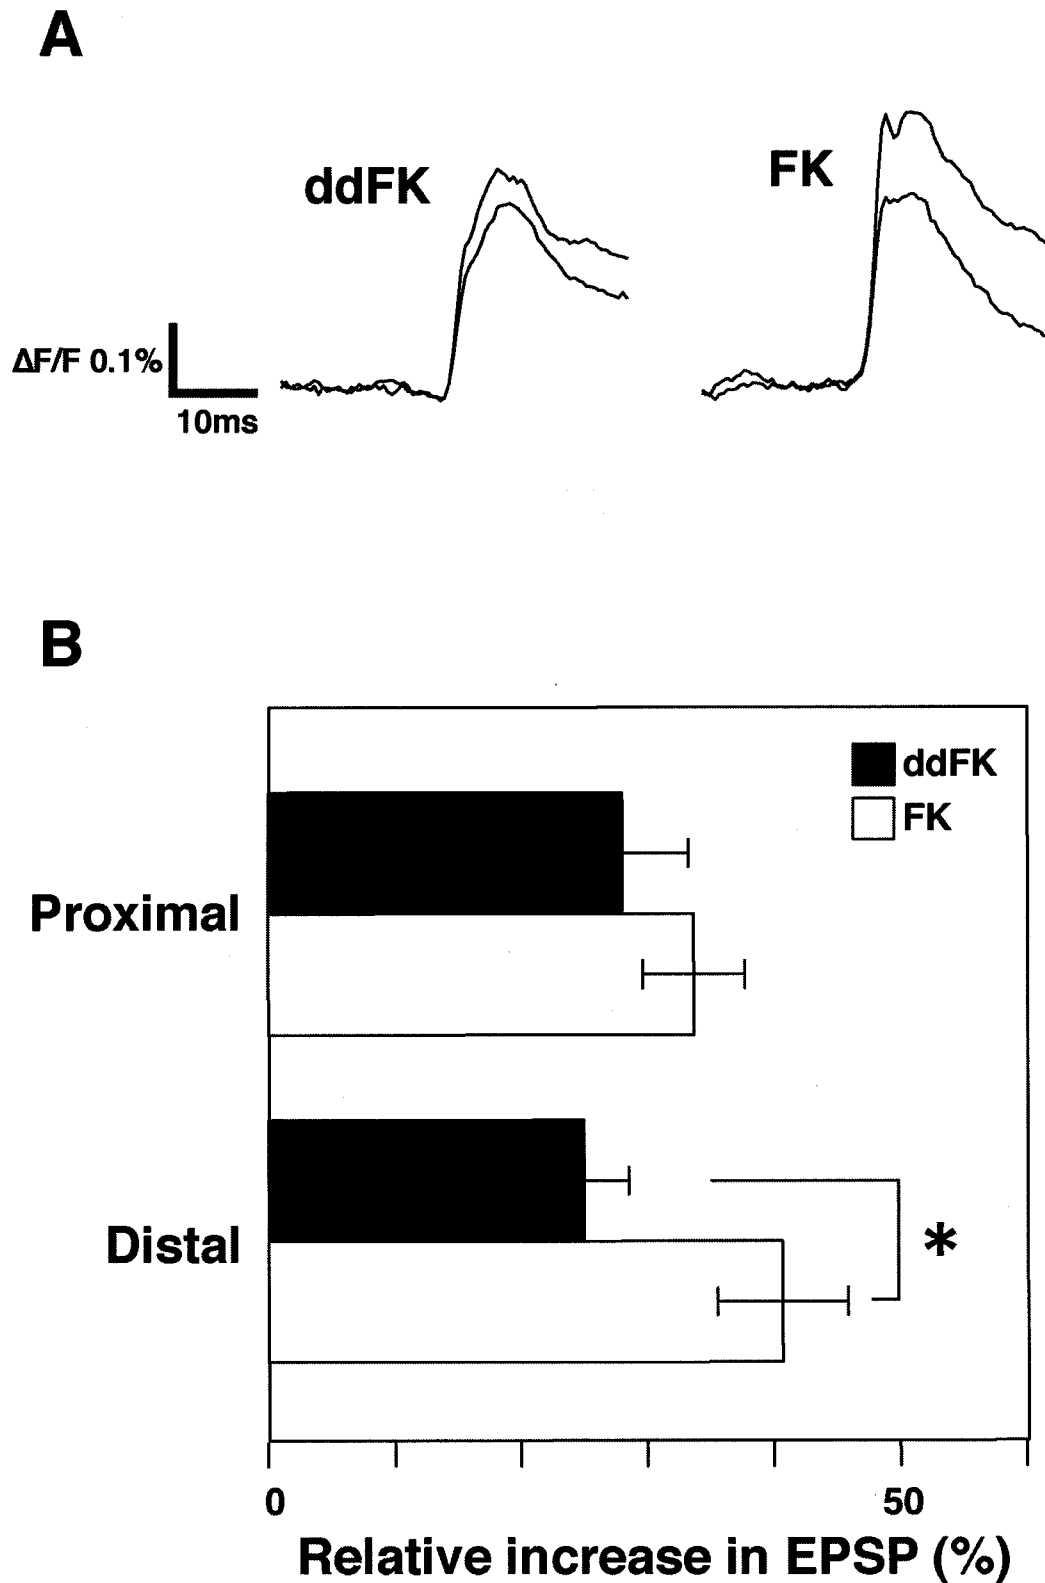 A
ddFK
FK
ΔF/F 0.1%
10ms
B
ddFK
FK
Proximal
Distal
*
0
50
Relative increase in EPSP (%)